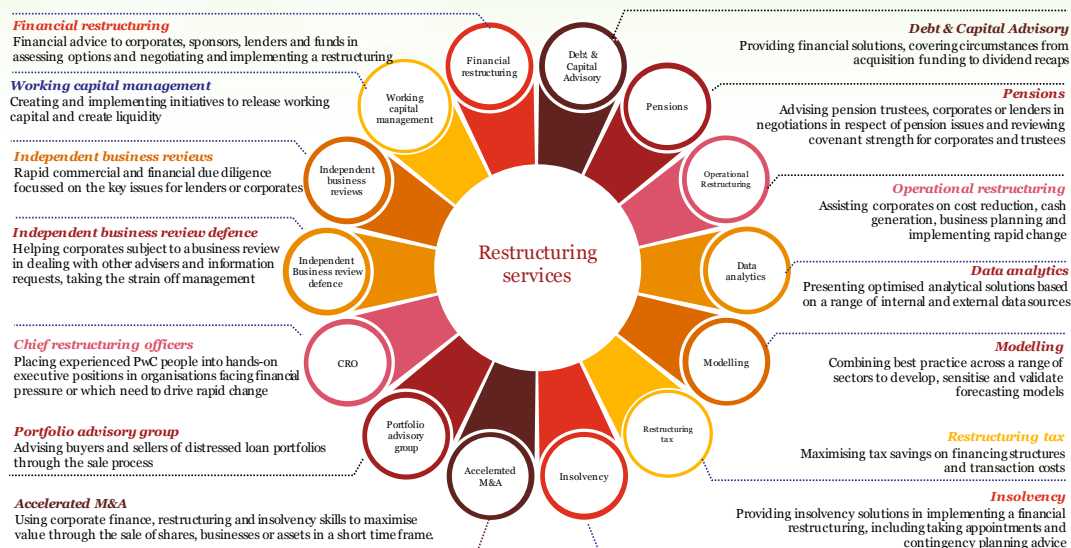 Financial restructuring
Financial advice to corporates, sponsors, lenders and funds in
assessing options and negotiating and implementing a restructuring
Working capital management
Creating and implementing initiatives to release working
capital and create liquidity
Independent business reviews
Rapid commercial and financial due diligence
focussed on the key issues for lenders or corporates
Independent business review defence
Helping corporates subject to a business review
in dealing with other advisers and information
requests, taking the strain off management
Chief restructuring officers
Placing experienced PwC people into hands-on
executive positions in organisations facing financial
pressure or which need to drive rapid change
Portfolio advisory group
Advising buyers and sellers of distressed loan portfolios
through the sale process
Accelerated M&A
Using corporate finance, restructuring and insolvency skills to maximise
value through the sale of shares, businesses or assets in a short time frame.
Financial
restructuring
Debt &
Capital
Advisory
Working
capital
management
Pensions
Independent
business
reviews
Operational
Restructuring
Independent
Business review
defence
Data
analytics
CRO
Modelling
Portfolio
advisory
group
Restructuring
tax
Accelerated
M&A
Insolvency
Restructuring
services
Debt & Capital Advisory
Providing financial solutions, covering circumstances from
acquisition funding to dividend recaps
Pensions
Advising pension trustees, corporates or lenders in
negotiations in respect of pension issues and reviewing
covenant strength for corporates and trustees
Operational restructuring
Assisting corporates on cost reduction, cash
generation, business planning and
implementing rapid change
Data analytics
Presenting optimised analytical solutions based
on a range of internal and external data sources
Modelling
Combining best practice across a range of
sectors to develop, sensitise and validate
forecasting models
Restructuring tax
Maximising tax savings on financing structures
and transaction costs
Insolvency
Providing insolvency solutions in implementing a financial
restructuring, including taking appointments and
contingency planning advice